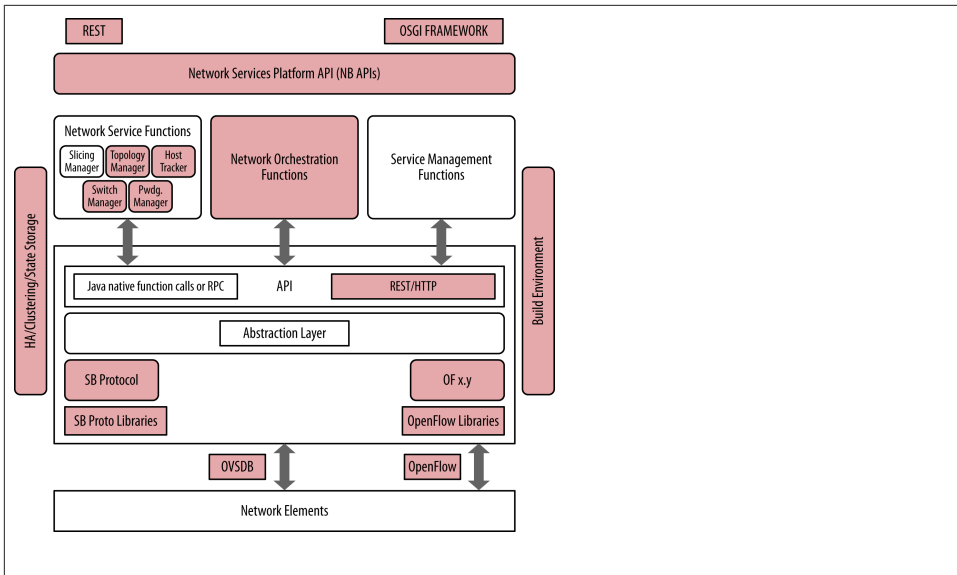 REST
OSGI FRAMEWORK
Network Services Platform API (NB APIs)
Network Service Functions
Slicing
Manager
Topology
Manager
Host
Tracker
Switch
Manager
Pwdg.
Manager
Network Orchestration
Functions
Service Management
Functions
HA/Clustering/State Storage
Build Environment
Java native function calls or RPC
API
REST/HTTP
Abstraction Layer
SB Protocol
OF x.y
SB Proto Libraries
OpenFlow Libraries
OVSDB
OpenFlow
Network Elements